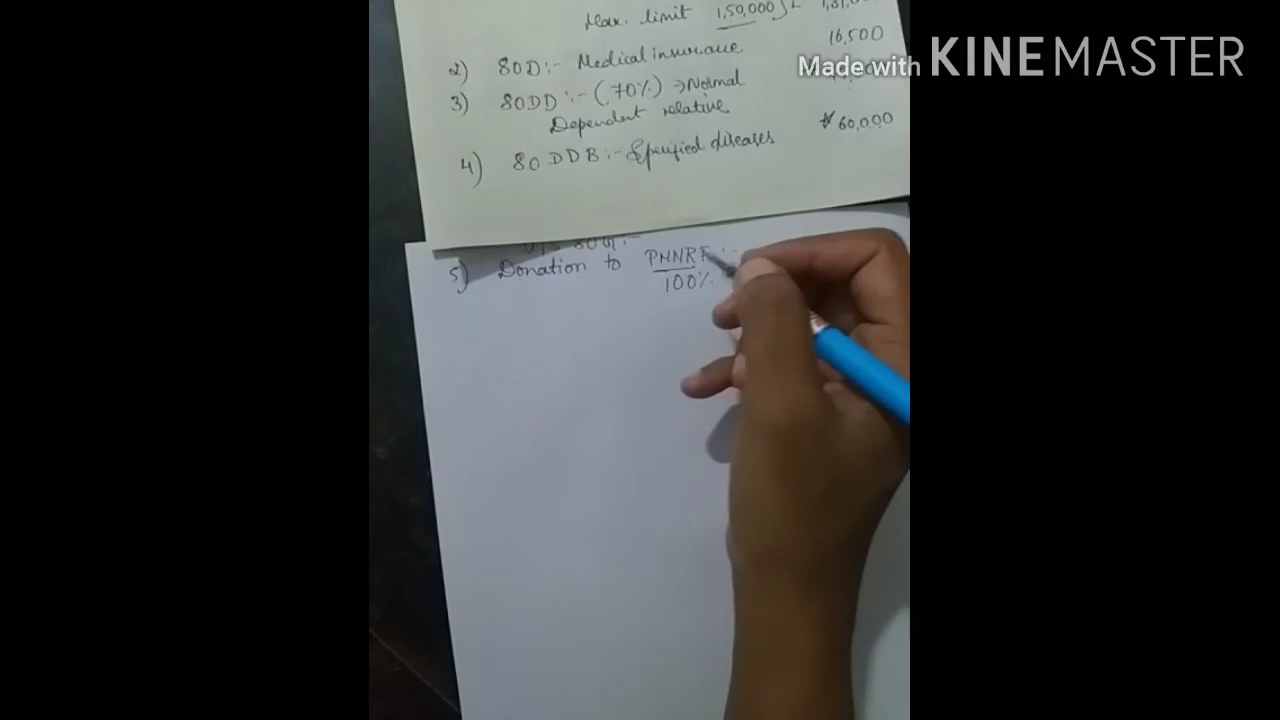 Max. limit 1,50,000
2) 80D :- Medical insurance 16,500
3) 80DD :- (70%) → Normal
Dependent relative
4) 80 DDB :- Specified diseases 60,000
80G :-
5) Donation to PMNRF :-
100%
Made with KINEMASTER